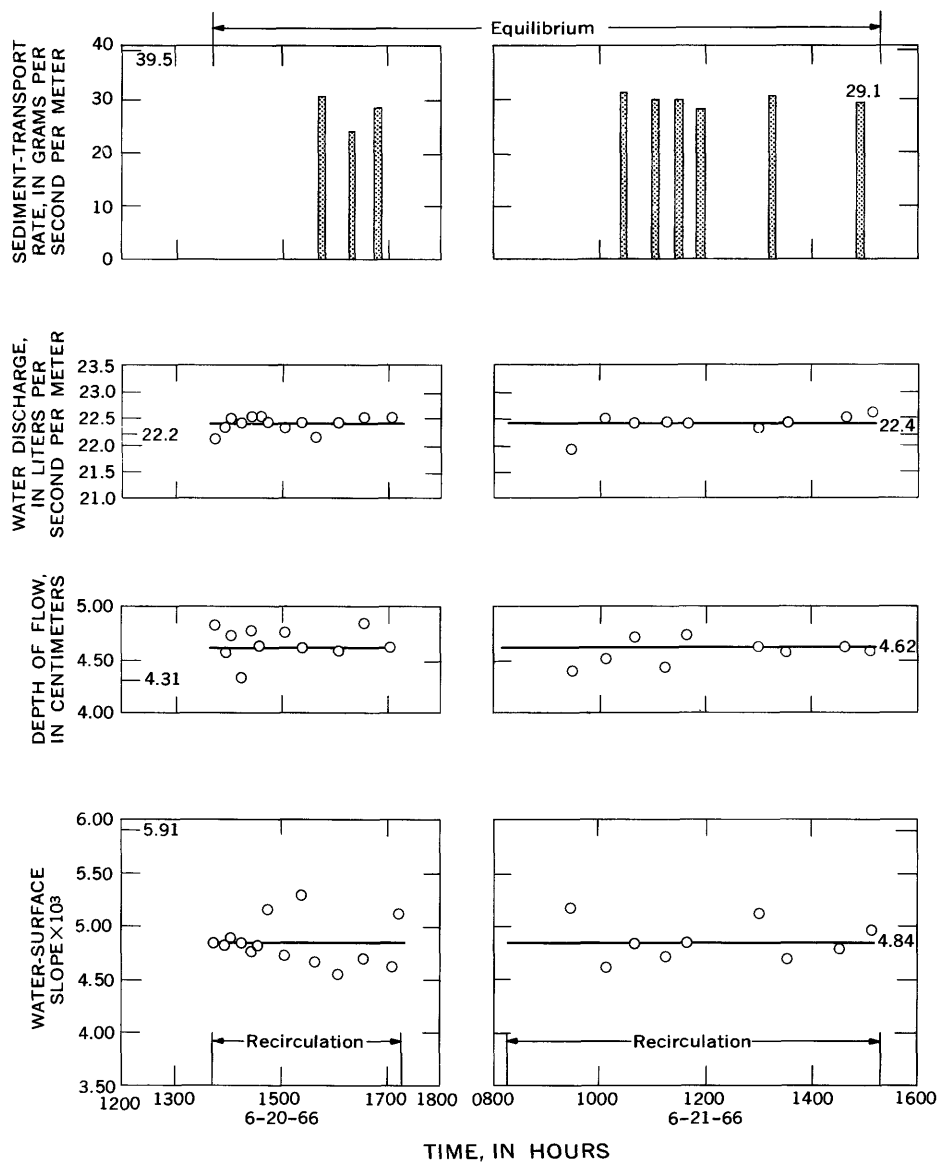 Equilibrium
SEDIMENT-TRANSPORT
RATE, IN GRAMS PER
SECOND PER METER
40
30
20
10
0
39.5
29.1
WATER DISCHARGE,
IN LITERS PER
SECOND PER METER
23.5
23.0
22.5
22.0
21.5
21.0
22.2
22.4
DEPTH OF FLOW,
IN CENTIMETERS
5.00
4.50
4.00
4.31
4.62
WATER-SURFACE
SLOPE×10³
6.00
5.50
5.00
4.50
4.00
3.50
5.91
4.84
Recirculation
Recirculation
1200 1300 1500 1700 1800 0800 1000 1200 1400 1600
6-20-66 6-21-66
TIME, IN HOURS